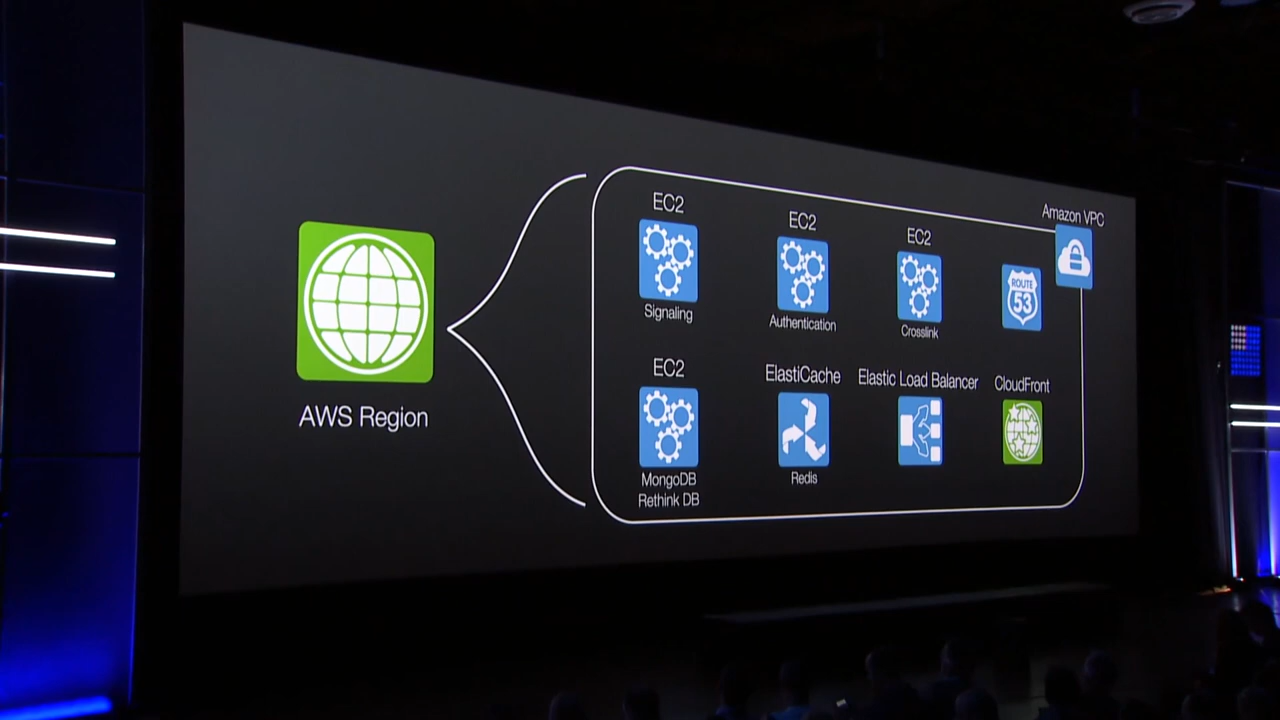 EC2
EC2
EC2
Amazon VPC
Signaling
Authentication
Crosslink
ROUTE
53
AWS Region
EC2
ElastiCache
Elastic Load Balancer
CloudFront
MongoDB
Rethink DB
Redis